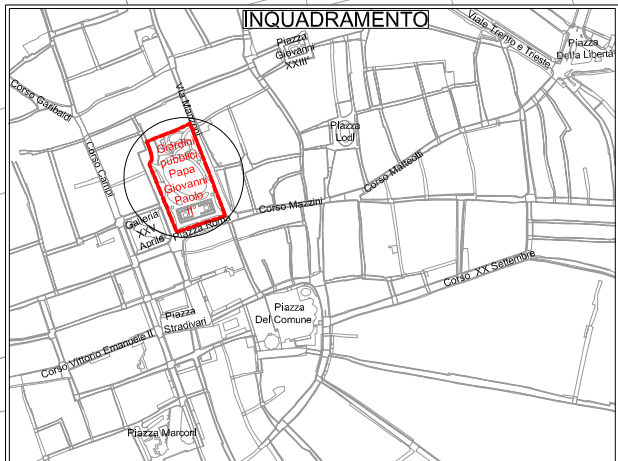 INQUADRAMENTO
Viale Trento e Trieste
Piazza
Della Libertà
Piazza
Giovanni
XXIII°
Corso Garibaldi
Via Manzoni
Piazza
Lodi
Corso Campi
Giardini
pubblici
Papa
Giovanni
Paolo
II°
Corso Matteotti
Corso Mazzini
Galleria
XXV
Aprile
Piazza Roma
Corso XX Settembre
Piazza
Stradivari
Piazza
Del Comune
Corso Vittorio Emanuele II
Piazza Marconi